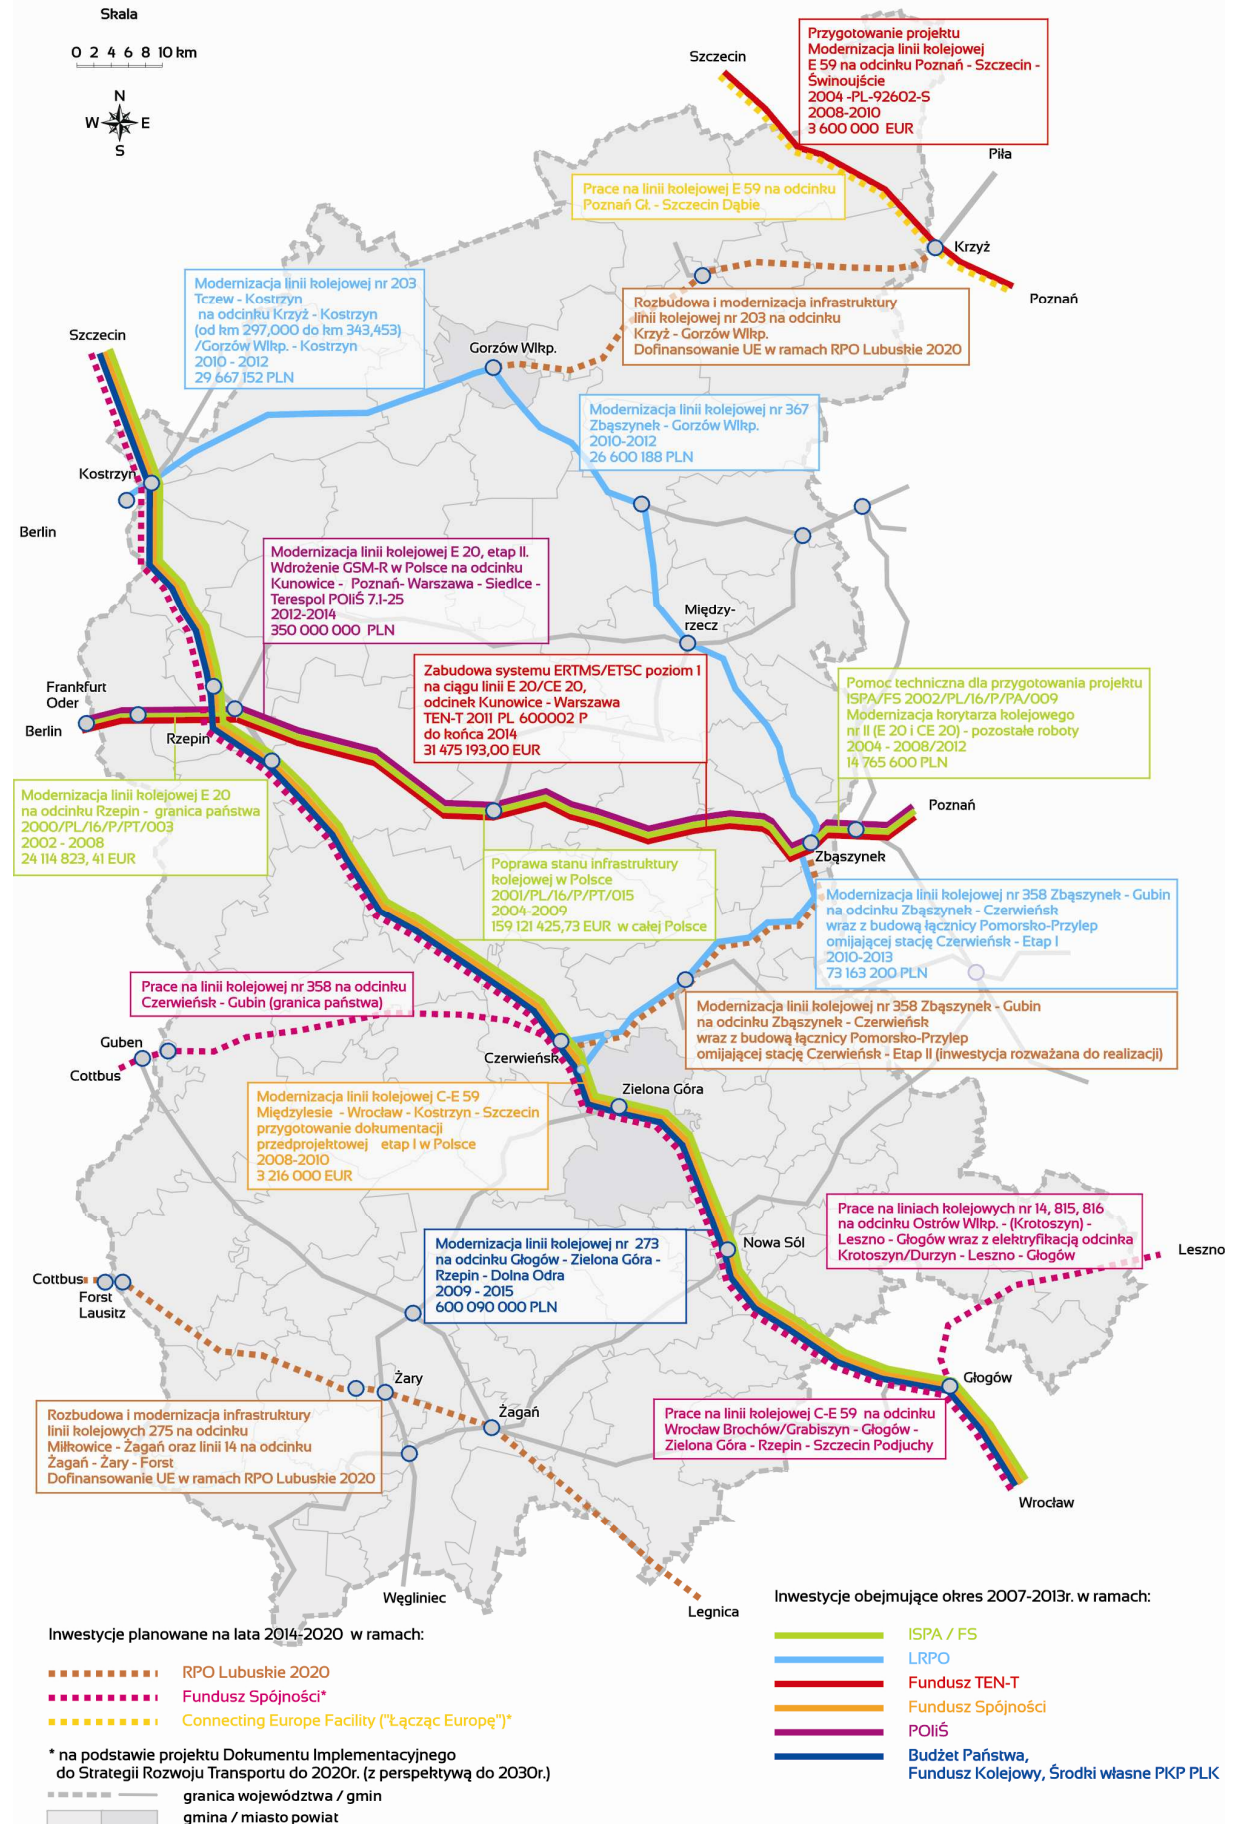 Skala
0 2 4 6 8 10 km
N
W E
S
Szczecin
Przygotowanie projektu
Modernizacja linii kolejowej
E 59 na odcinku Poznań - Szczecin -
Świnoujście
2004 -PL-92602-S
2008-2010
3 600 000 EUR
Piła
Prace na linii kolejowej E 59 na odcinku
Poznań Gł. - Szczecin Dąbie
Krzyż
Poznań
Modernizacja linii kolejowej nr 203
Tczew - Kostrzyn
na odcinku Krzyż - Kostrzyn
(od km 297,000 do km 343,453)
/Gorzów Wlkp. - Kostrzyn
2010 - 2012
29 667 152 PLN
Rozbudowa i modernizacja infrastruktury
linii kolejowej nr 203 na odcinku
Krzyż - Gorzów Wlkp.
Dofinansowanie UE w ramach RPO Lubuskie 2020
Szczecin
Gorzów Wlkp.
Modernizacja linii kolejowej nr 367
Zbąszynek - Gorzów Wlkp.
2010-2012
26 600 188 PLN
Kostrzyn
Berlin
Modernizacja linii kolejowej E 20, etap II.
Wdrożenie GSM-R w Polsce na odcinku
Kunowice - Poznań- Warszawa - Siedlce -
Terespol POIiŚ 7.1-25
2012-2014
350 000 000 PLN
Między-
rzecz
Zabudowa systemu ERTMS/ETSC poziom 1
na ciągu linii E 20/CE 20,
odcinek Kunowice - Warszawa
TEN-T 2011 PL 600002 P
do końca 2014
31 475 193,00 EUR
Pomoc techniczna dla przygotowania projektu
ISPA/FS 2002/PL/16/P/PA/009
Modernizacja korytarza kolejowego
nr II (E 20 i CE 20) - pozostałe roboty
2004 - 2008/2012
14 765 600 PLN
Frankfurt
Oder
Berlin
Rzepin
Modernizacja linii kolejowej E 20
na odcinku Rzepin - granica państwa
2000/PL/16/P/PT/003
2002 - 2008
24 114 823, 41 EUR
Poznań
Zbąszynek
Poprawa stanu infrastruktury
kolejowej w Polsce
2001/PL/16/P/PT/015
2004-2009
159 121 425,73 EUR w całej Polsce
Modernizacja linii kolejowej nr 358 Zbąszynek - Gubin
na odcinku Zbąszynek - Czerwieńsk
wraz z budową łącznicy Pomorsko-Przylep
omijającej stację Czerwieńsk - Etap I
2010-2013
73 163 200 PLN
Prace na linii kolejowej nr 358 na odcinku
Czerwieńsk - Gubin (granica państwa)
Modernizacja linii kolejowej nr 358 Zbąszynek - Gubin
na odcinku Zbąszynek - Czerwieńsk
wraz z budową łącznicy Pomorsko-Przylep
omijającej stację Czerwieńsk - Etap II (inwestycja rozważana do realizacji)
Guben
Cottbus
Czerwieńsk
Zielona Góra
Modernizacja linii kolejowej C-E 59
Międzylesie - Wrocław - Kostrzyn - Szczecin
przygotowanie dokumentacji
przedprojektowej etap I w Polsce
2008-2010
3 216 000 EUR
Prace na liniach kolejowych nr 14, 815, 816
na odcinku Ostrów Wlkp. - (Krotoszyn) -
Leszno - Głogów wraz z elektryfikacją odcinka
Krotoszyn/Durzyn - Leszno - Głogów
Modernizacja linii kolejowej nr 273
na odcinku Głogów - Zielona Góra -
Rzepin - Dolna Odra
2009 - 2015
600 090 000 PLN
Nowa Sól
Leszno
Cottbus
Forst
Lausitz
Żary
Żagań
Głogów
Rozbudowa i modernizacja infrastruktury
linii kolejowych 275 na odcinku
Miłkowice - Żagań oraz linii 14 na odcinku
Żagań - Żary - Forst
Dofinansowanie UE w ramach RPO Lubuskie 2020
Prace na linii kolejowej C-E 59 na odcinku
Wrocław Brochów/Grabiszyn - Głogów -
Zielona Góra - Rzepin - Szczecin Podjuchy
Wrocław
Węgliniec
Legnica
Inwestycje planowane na lata 2014-2020 w ramach:
RPO Lubuskie 2020
Fundusz Spójności*
Connecting Europe Facility ("Łącząc Europę")*
* na podstawie projektu Dokumentu Implementacyjnego
do Strategii Rozwoju Transportu do 2020r. (z perspektywą do 2030r.)
granica województwa / gmin
gmina / miasto powiat
Inwestycje obejmujące okres 2007-2013r. w ramach:
ISPA / FS
LRPO
Fundusz TEN-T
Fundusz Spójności
POIiŚ
Budżet Państwa,
Fundusz Kolejowy, Środki własne PKP PLK